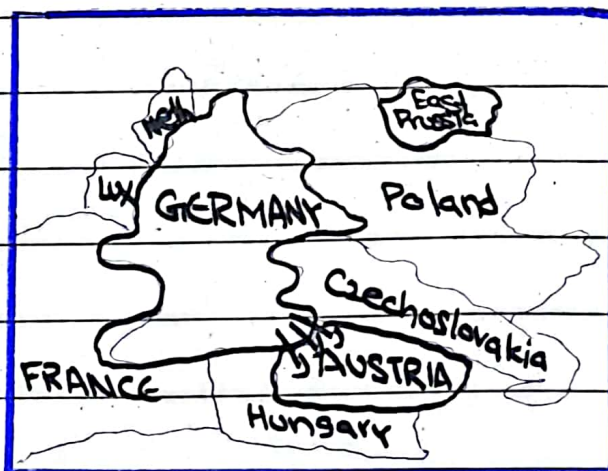 East
Prussia
Neth
LUX
GERMANY
Poland
Czechoslovakia
AUSTRIA
FRANCE
Hungary